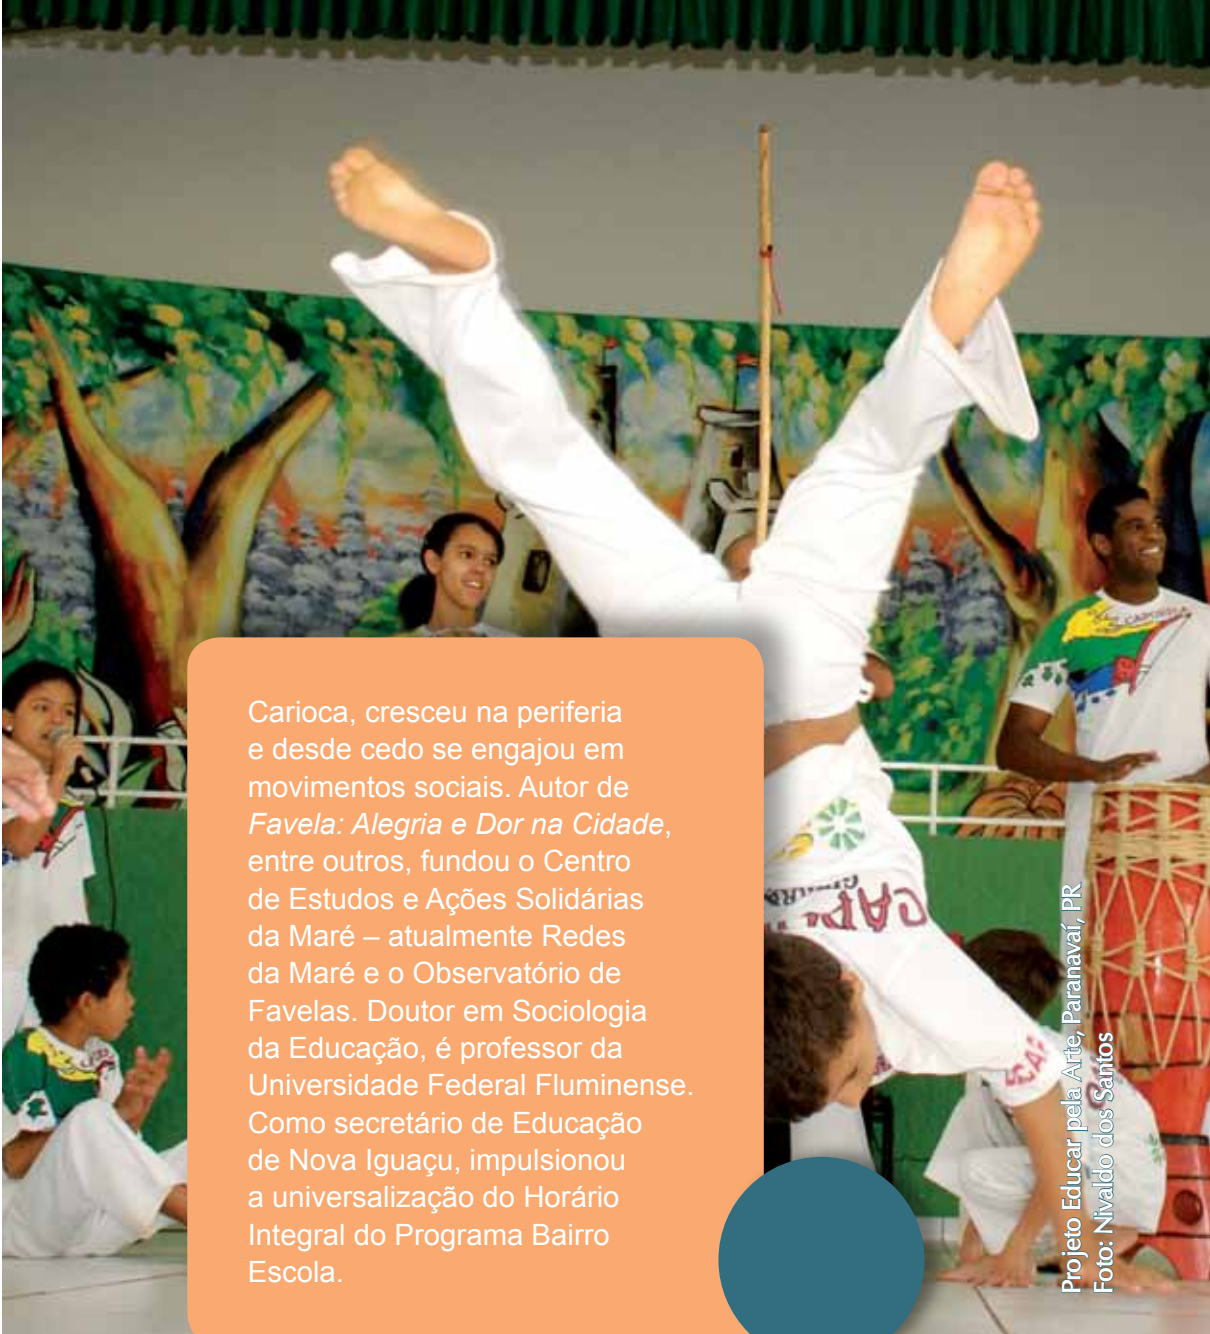 Carioca, cresceu na periferia
e desde cedo se engajou em
movimentos sociais. Autor de
Favela: Alegria e Dor na Cidade,
entre outros, fundou o Centro
de Estudos e Ações Solidárias
da Maré – atualmente Redes
da Maré e o Observatório de
Favelas. Doutor em Sociologia
da Educação, é professor da
Universidade Federal Fluminense.
Como secretário de Educação
de Nova Iguaçu, impulsionou
a universalização do Horário
Integral do Programa Bairro
Escola.
Projeto Educar pela Arte, Paranavaí, PR
Foto: Nivaldo dos Santos